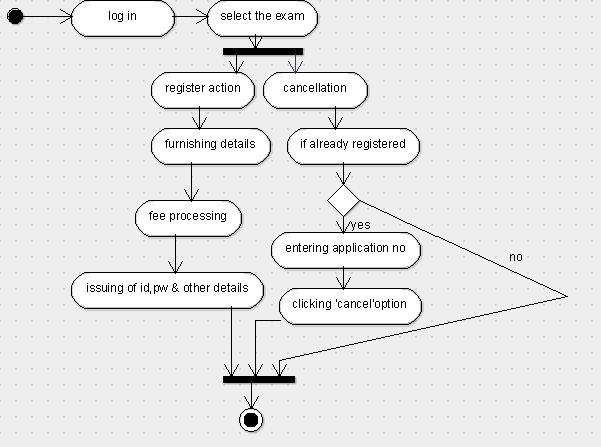 log in
select the exam
register action
cancellation
furnishing details
if already registered
fee processing
yes
entering application no
no
issuing of id,pw & other details
clicking 'cancel'option